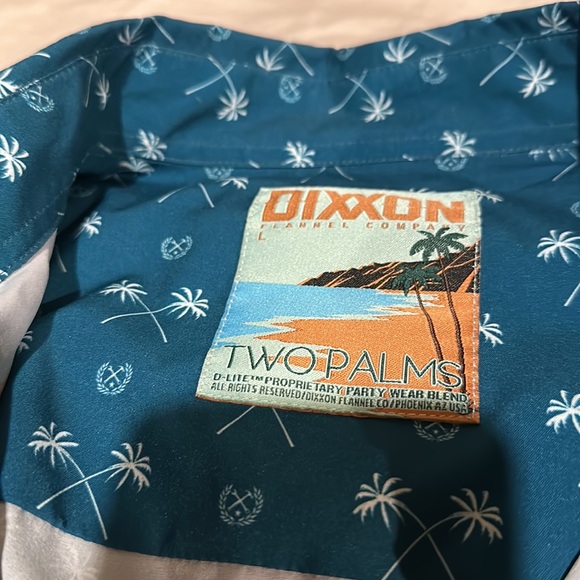 DIXXON
FLANNEL COMPANY
L
TWO PALMS
D-LITE™ PROPRIETARY PARTY WEAR BLEND
ALL RIGHTS RESERVED/DIXXON FLANNEL CO/PHOENIX AZ USA